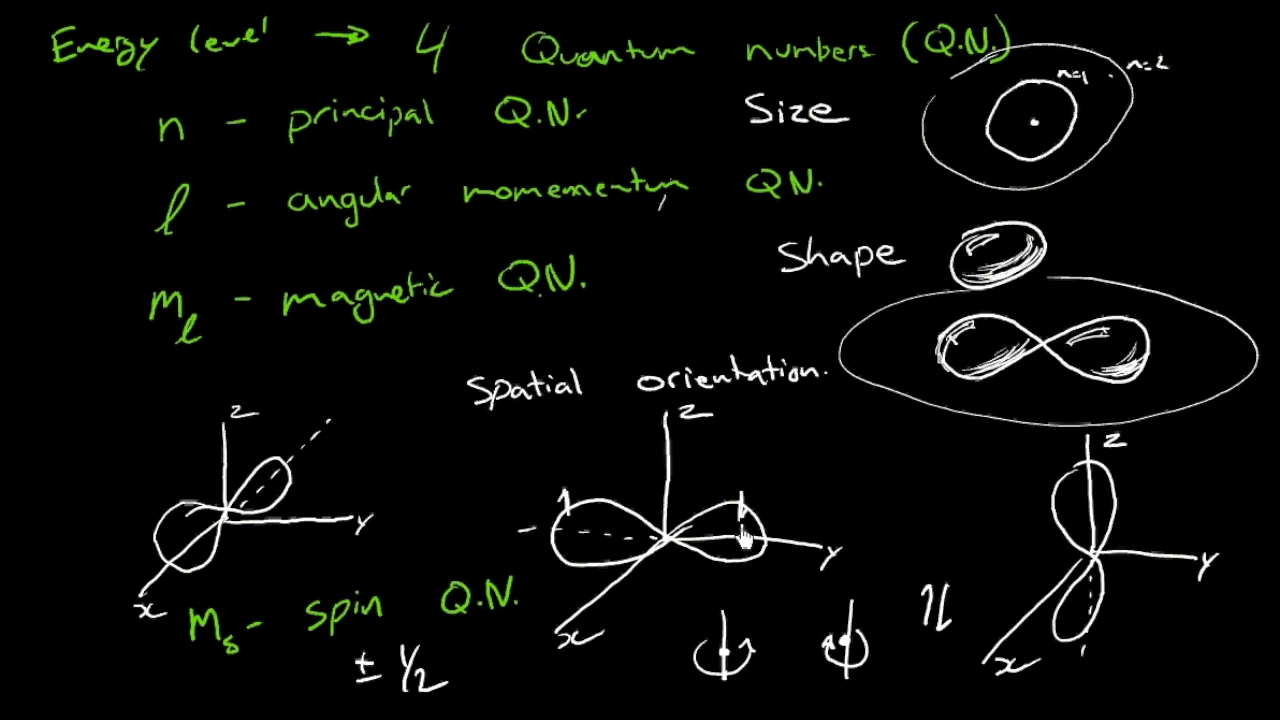 Energy level → 4 Quantum numbers (Q.N.)
n=1 n=2
n - principal Q.N. Size
l - angular momementum QN.
Shape
m_l - magnetic Q.N.
Spatial orientation.
z y x
z y x
z y x
M_s - spin Q.N.
± 1/2